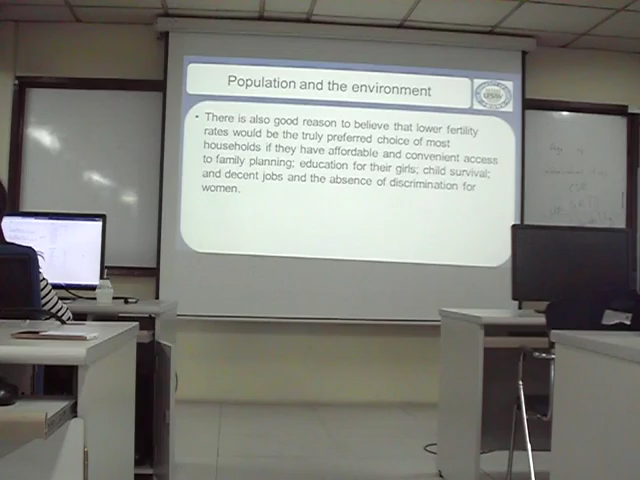 Population and the environment
• There is also good reason to believe that lower fertility
rates would be the truly preferred choice of most
households if they have affordable and convenient access
to family planning; education for their girls; child survival;
and decent jobs and the absence of discrimination for
women.